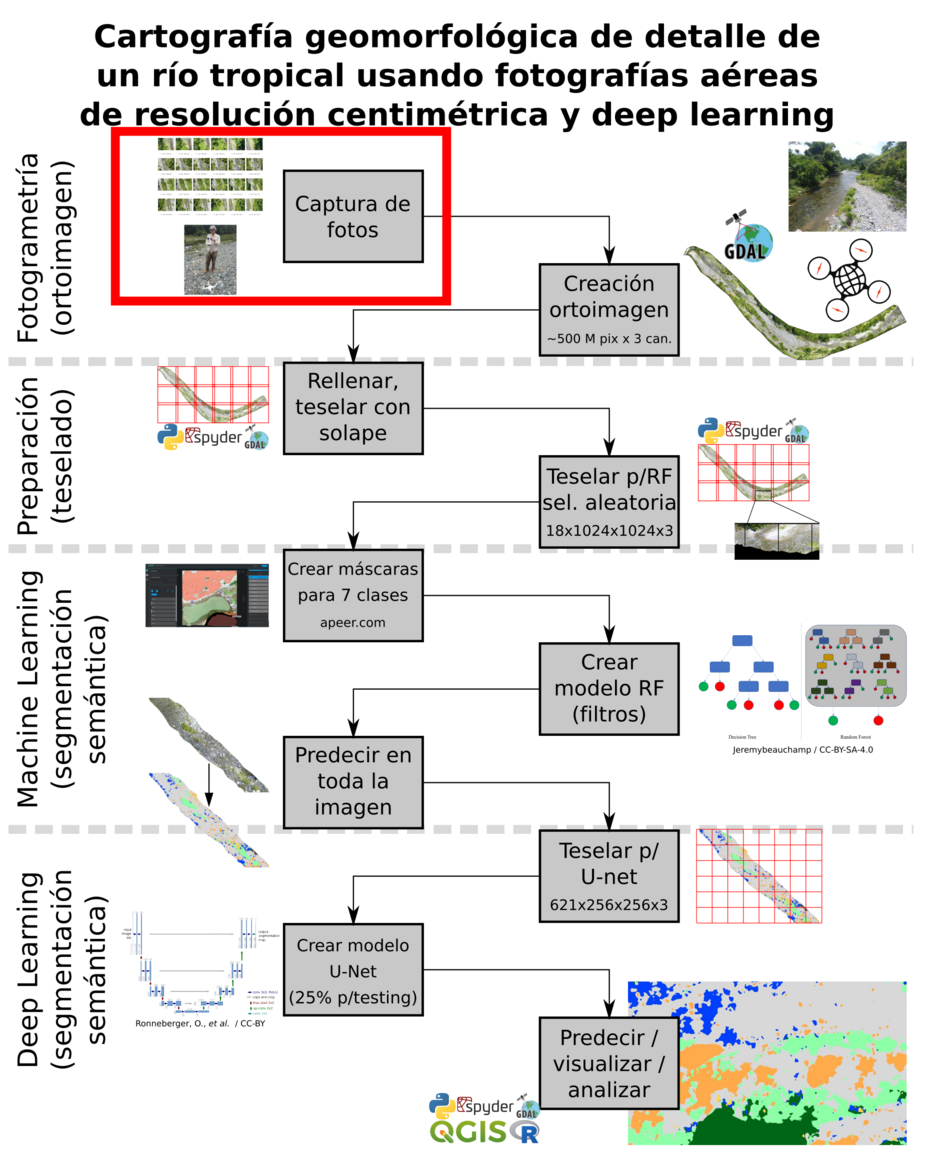 Cartografía geomorfológica de detalle de
un río tropical usando fotografías aéreas
de resolución centimétrica y deep learning
Fotogrametría
(ortoimagen)
Captura de
fotos
GDAL
Creación
ortoimagen
~500 M pix x 3 can.
Preparación
(teselado)
Rellenar,
teselar con
solape
spyder
GDAL
spyder
GDAL
Teselar p/RF
sel. aleatoria
18x1024x1024x3
Machine Learning
(segmentación
semántica)
Crear máscaras
para 7 clases
apeer.com
Crear
modelo RF
(filtros)
Decision Tree
Random Forest
Jeremybeauchamp / CC-BY-SA-4.0
Predecir en
toda la
imagen
Deep Learning
(segmentación
semántica)
Teselar p/
U-net
621x256x256x3
Crear modelo
U-Net
(25% p/testing)
Ronneberger, O., et al. / CC-BY
Predecir /
visualizar /
analizar
spyder
GDAL
QGIS R